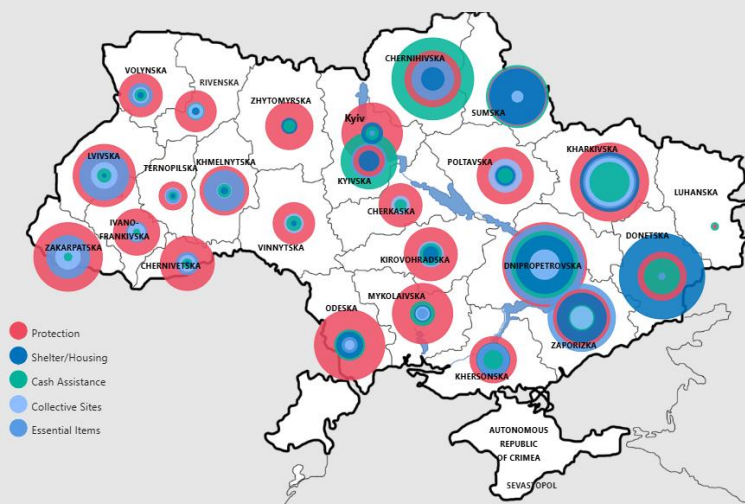 VOLYNSKA
RIVENSKA
ZHYTOMYRSKA
CHERNIHIVSKA
SUMSKA
Kyiv
KYIVSKA
LVIVSKA
TERNOPILSKA
KHMELNYTSKA
POLTAVSKA
KHARKIVSKA
LUHANSKA
IVANO-
FRANKIVSKA
ZAKARPATSKA
CHERNIVETSKA
VINNYTSKA
CHERKASKA
KIROVOHRADSKA
DNIPROPETROVSKA
DONETSKA
ODESKA
MYKOLAIVSKA
ZAPORIZKA
KHERSONSKA
Protection
Shelter/Housing
Cash Assistance
Collective Sites
Essential Items
AUTONOMOUS
REPUBLIC
OF CRIMEA
SEVASTOPOL